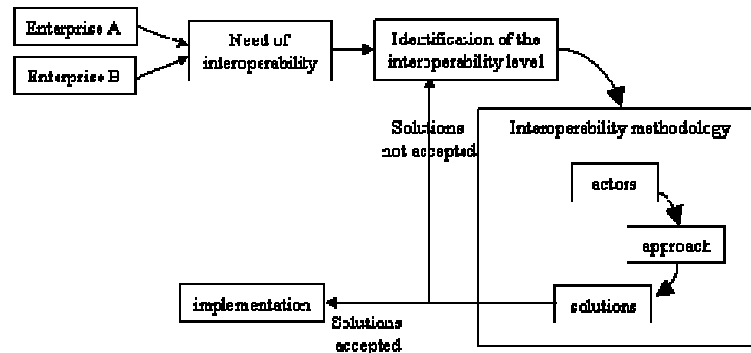 Enterprise A
Enterprise B
Need of
interoperability
Identification of the
interoperability level
Solutions
not accepted
Interoperability methodology
actors
approach
solutions
implementation
Solutions
accepted